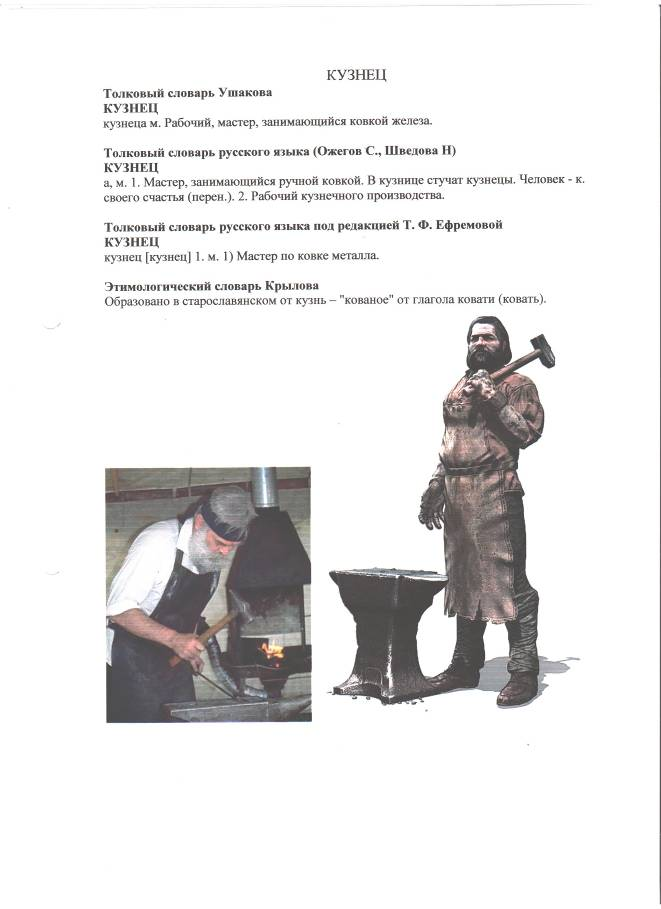 КУЗНЕЦ
Толковый словарь Ушакова
КУЗНЕЦ
кузнеца м. Рабочий, мастер, занимающийся ковкой железа.
Толковый словарь русского языка (Ожегов С., Шведова Н)
КУЗНЕЦ
а, м. 1. Мастер, занимающийся ручной ковкой. В кузнице стучат кузнецы. Человек - к.
своего счастья (перен.). 2. Рабочий кузнечного производства.
Толковый словарь русского языка под редакцией Т. Ф. Ефремовой
КУЗНЕЦ
кузнец [кузнец] 1. м. 1) Мастер по ковке металла.
Этимологический словарь Крылова
Образовано в старославянском от кузнь – "кованое" от глагола ковати (ковать).